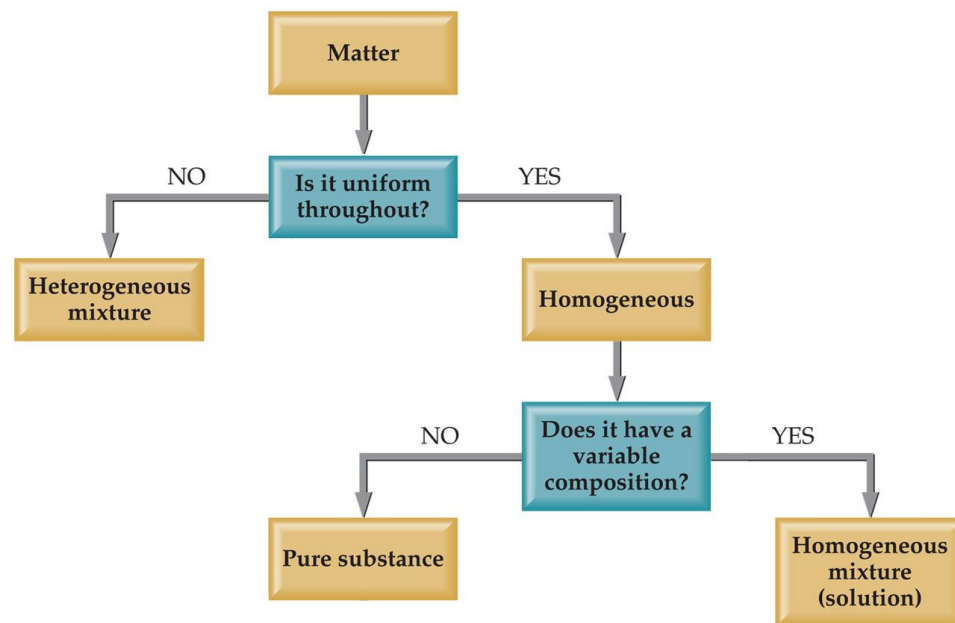 Matter
NO
Is it uniform
throughout?
YES
Heterogeneous
mixture
Homogeneous
NO
Does it have a
variable
composition?
YES
Pure substance
Homogeneous
mixture
(solution)